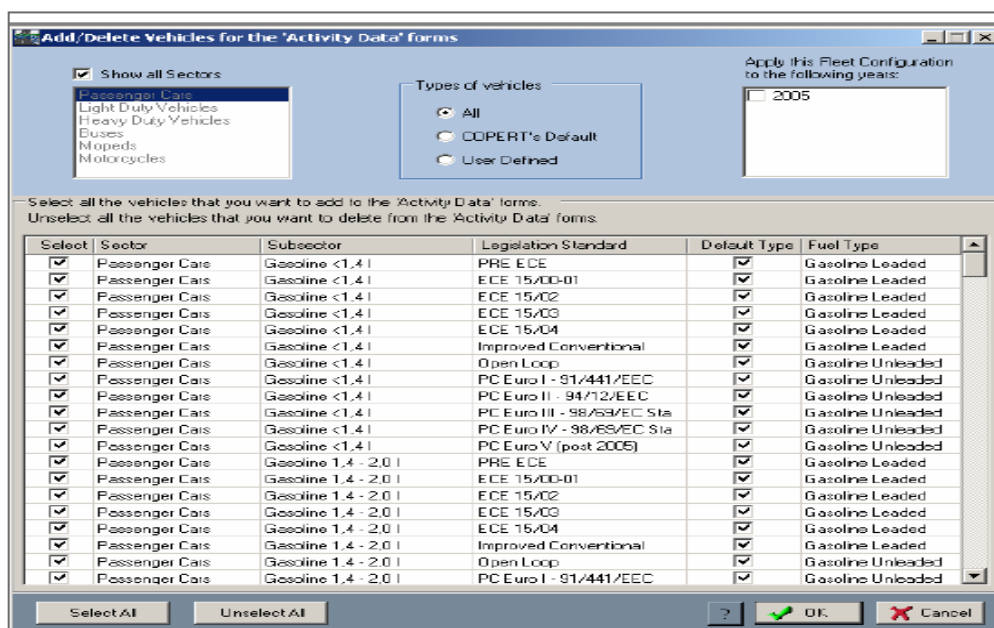 Add/Delete Vehicles for the 'Activity Data' forms
Show all Sectors
Passenger Cars
Light Duty Vehicles
Heavy Duty Vehicles
Buses
Mopeds
Motorcycles
Types of vehicles
All
COPERT's Default
User Defined
Apply this Fleet Configuration
to the following years:
2005
Select all the vehicles that you want to add to the 'Activity Data' forms.
Unselect all the vehicles that you want to delete from the 'Activity Data' forms.
Select Sector Subsector Legislation Standard Default Type Fuel Type
Passenger Cars Gasoline <1,4 l PRE ECE Gasoline Leaded
Passenger Cars Gasoline <1,4 l ECE 15/00-01 Gasoline Leaded
Passenger Cars Gasoline <1,4 l ECE 15/02 Gasoline Leaded
Passenger Cars Gasoline <1,4 l ECE 15/03 Gasoline Leaded
Passenger Cars Gasoline <1,4 l ECE 15/04 Gasoline Leaded
Passenger Cars Gasoline <1,4 l Improved Conventional Gasoline Leaded
Passenger Cars Gasoline <1,4 l Open Loop Gasoline Unleaded
Passenger Cars Gasoline <1,4 l PC Euro I - 91/441/EEC Gasoline Unleaded
Passenger Cars Gasoline <1,4 l PC Euro II - 94/12/EEC Gasoline Unleaded
Passenger Cars Gasoline <1,4 l PC Euro III - 98/69/EC Sta Gasoline Unleaded
Passenger Cars Gasoline <1,4 l PC Euro IV - 98/69/EC Sta Gasoline Unleaded
Passenger Cars Gasoline <1,4 l PC Euro V (post 2005) Gasoline Unleaded
Passenger Cars Gasoline 1,4 - 2,0 l PRE ECE Gasoline Leaded
Passenger Cars Gasoline 1,4 - 2,0 l ECE 15/00-01 Gasoline Leaded
Passenger Cars Gasoline 1,4 - 2,0 l ECE 15/02 Gasoline Leaded
Passenger Cars Gasoline 1,4 - 2,0 l ECE 15/03 Gasoline Leaded
Passenger Cars Gasoline 1,4 - 2,0 l ECE 15/04 Gasoline Leaded
Passenger Cars Gasoline 1,4 - 2,0 l Improved Conventional Gasoline Leaded
Passenger Cars Gasoline 1,4 - 2,0 l Open Loop Gasoline Unleaded
Passenger Cars Gasoline 1,4 - 2,0 l PC Euro I - 91/441/EEC Gasoline Unleaded
Select All Unselect All ? OK Cancel